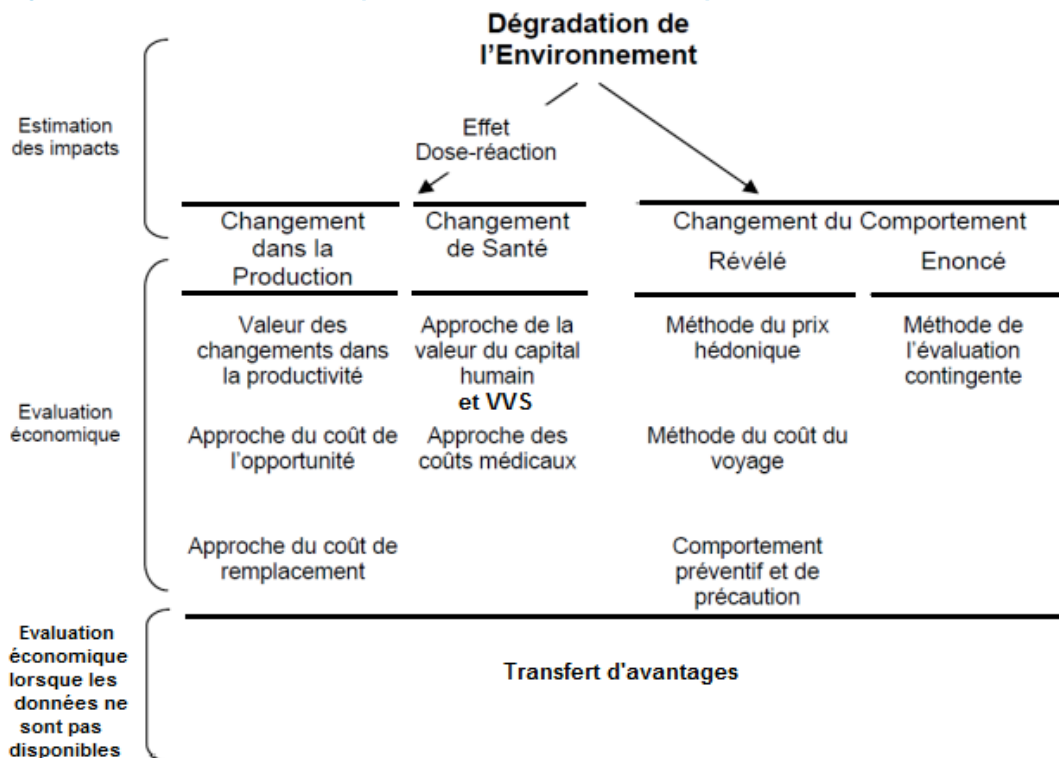 Dégradation de
l'Environnement
Estimation
des impacts
Effet
Dose-réaction
Changement
dans la
Production
Changement
de Santé
Changement du Comportement
Révélé
Enoncé
Evaluation
économique
Valeur des
changements dans
la productivité
Approche de la
valeur du capital
humain
et VVS
Méthode du prix
hédonique
Méthode de
l'évaluation
contingente
Approche du coût de
l'opportunité
Approche des
coûts médicaux
Méthode du coût du
voyage
Approche du coût de
remplacement
Comportement
préventif et de
précaution
Evaluation
économique
lorsque les
données ne
sont pas
disponibles
Transfert d'avantages